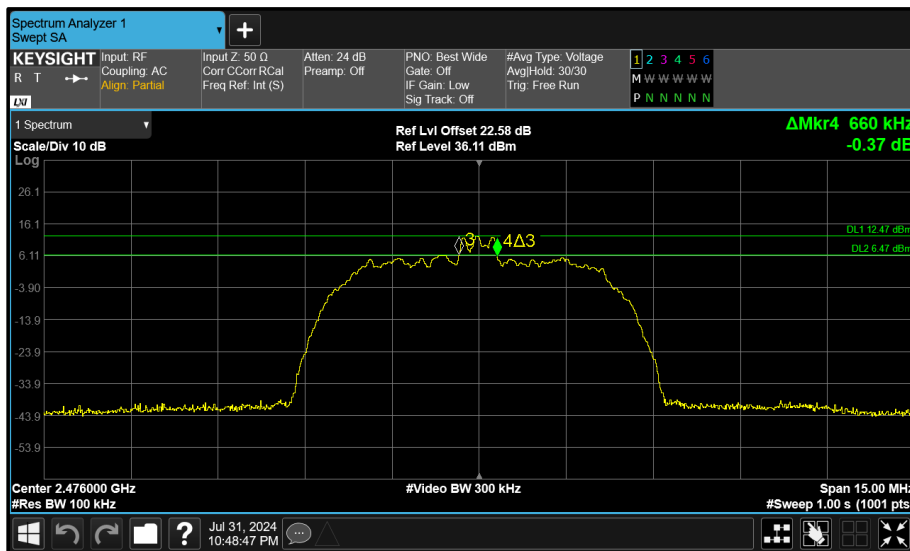 Spectrum Analyzer 1
Swept SA
+
KEYSIGHT
R T
LXI
Input: RF
Coupling: AC
Align: Partial
Input Z: 50 Ω
Corr CCorr RCal
Freq Ref: Int (S)
Atten: 24 dB
Preamp: Off
PNO: Best Wide
Gate: Off
IF Gain: Low
Sig Track: Off
#Avg Type: Voltage
Avg|Hold: 30/30
Trig: Free Run
1 2 3 4 5 6
M W W W W W
P N N N N N
1 Spectrum
Scale/Div 10 dB
Log
Ref Lvl Offset 22.58 dB
Ref Level 36.11 dBm
ΔMkr4 660 kHz
-0.37 dB
26.1
16.1
6.11
-3.90
-13.9
-23.9
-33.9
-43.9
-53.9
3
4Δ3
DL1 12.47 dBm
DL2 6.47 dBm
Center 2.476000 GHz
#Video BW 300 kHz
Span 15.00 MHz
#Res BW 100 kHz
#Sweep 1.00 s (1001 pts)
?
Jul 31, 2024
10:48:47 PM